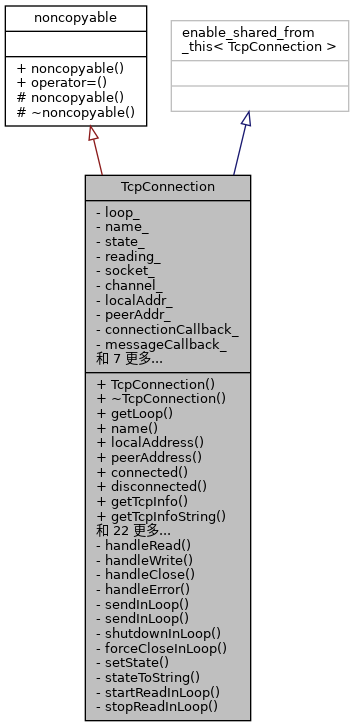 noncopyable
+ noncopyable()
+ operator=()
# noncopyable()
# ~noncopyable()
enable_shared_from
_this< TcpConnection >
TcpConnection
- loop_
- name_
- state_
- reading_
- socket_
- channel_
- localAddr_
- peerAddr_
- connectionCallback_
- messageCallback_
和 7 更多...
+ TcpConnection()
+ ~TcpConnection()
+ getLoop()
+ name()
+ localAddress()
+ peerAddress()
+ connected()
+ disconnected()
+ getTcpInfo()
+ getTcpInfoString()
和 22 更多...
- handleRead()
- handleWrite()
- handleClose()
- handleError()
- sendInLoop()
- sendInLoop()
- shutdownInLoop()
- forceCloseInLoop()
- setState()
- stateToString()
- startReadInLoop()
- stopReadInLoop()